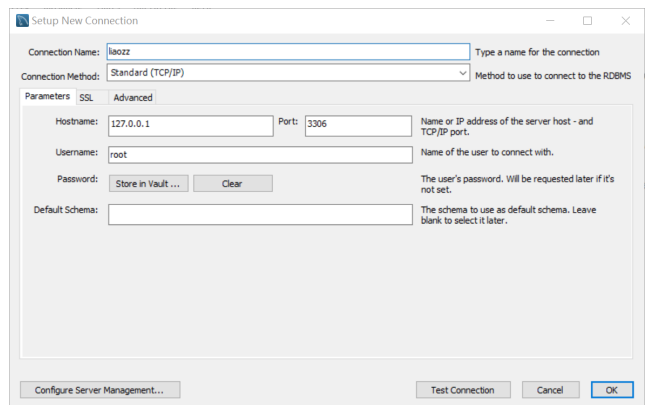 Setup New Connection
Connection Name: liaozz Type a name for the connection
Connection Method: Standard (TCP/IP) Method to use to connect to the RDBMS
Parameters SSL Advanced
Hostname: 127.0.0.1 Port: 3306 Name or IP address of the server host - and
TCP/IP port.
Username: root Name of the user to connect with.
Password: Store in Vault ... Clear The user's password. Will be requested later if it's
not set.
Default Schema: The schema to use as default schema. Leave
blank to select it later.
Configure Server Management... Test Connection Cancel OK